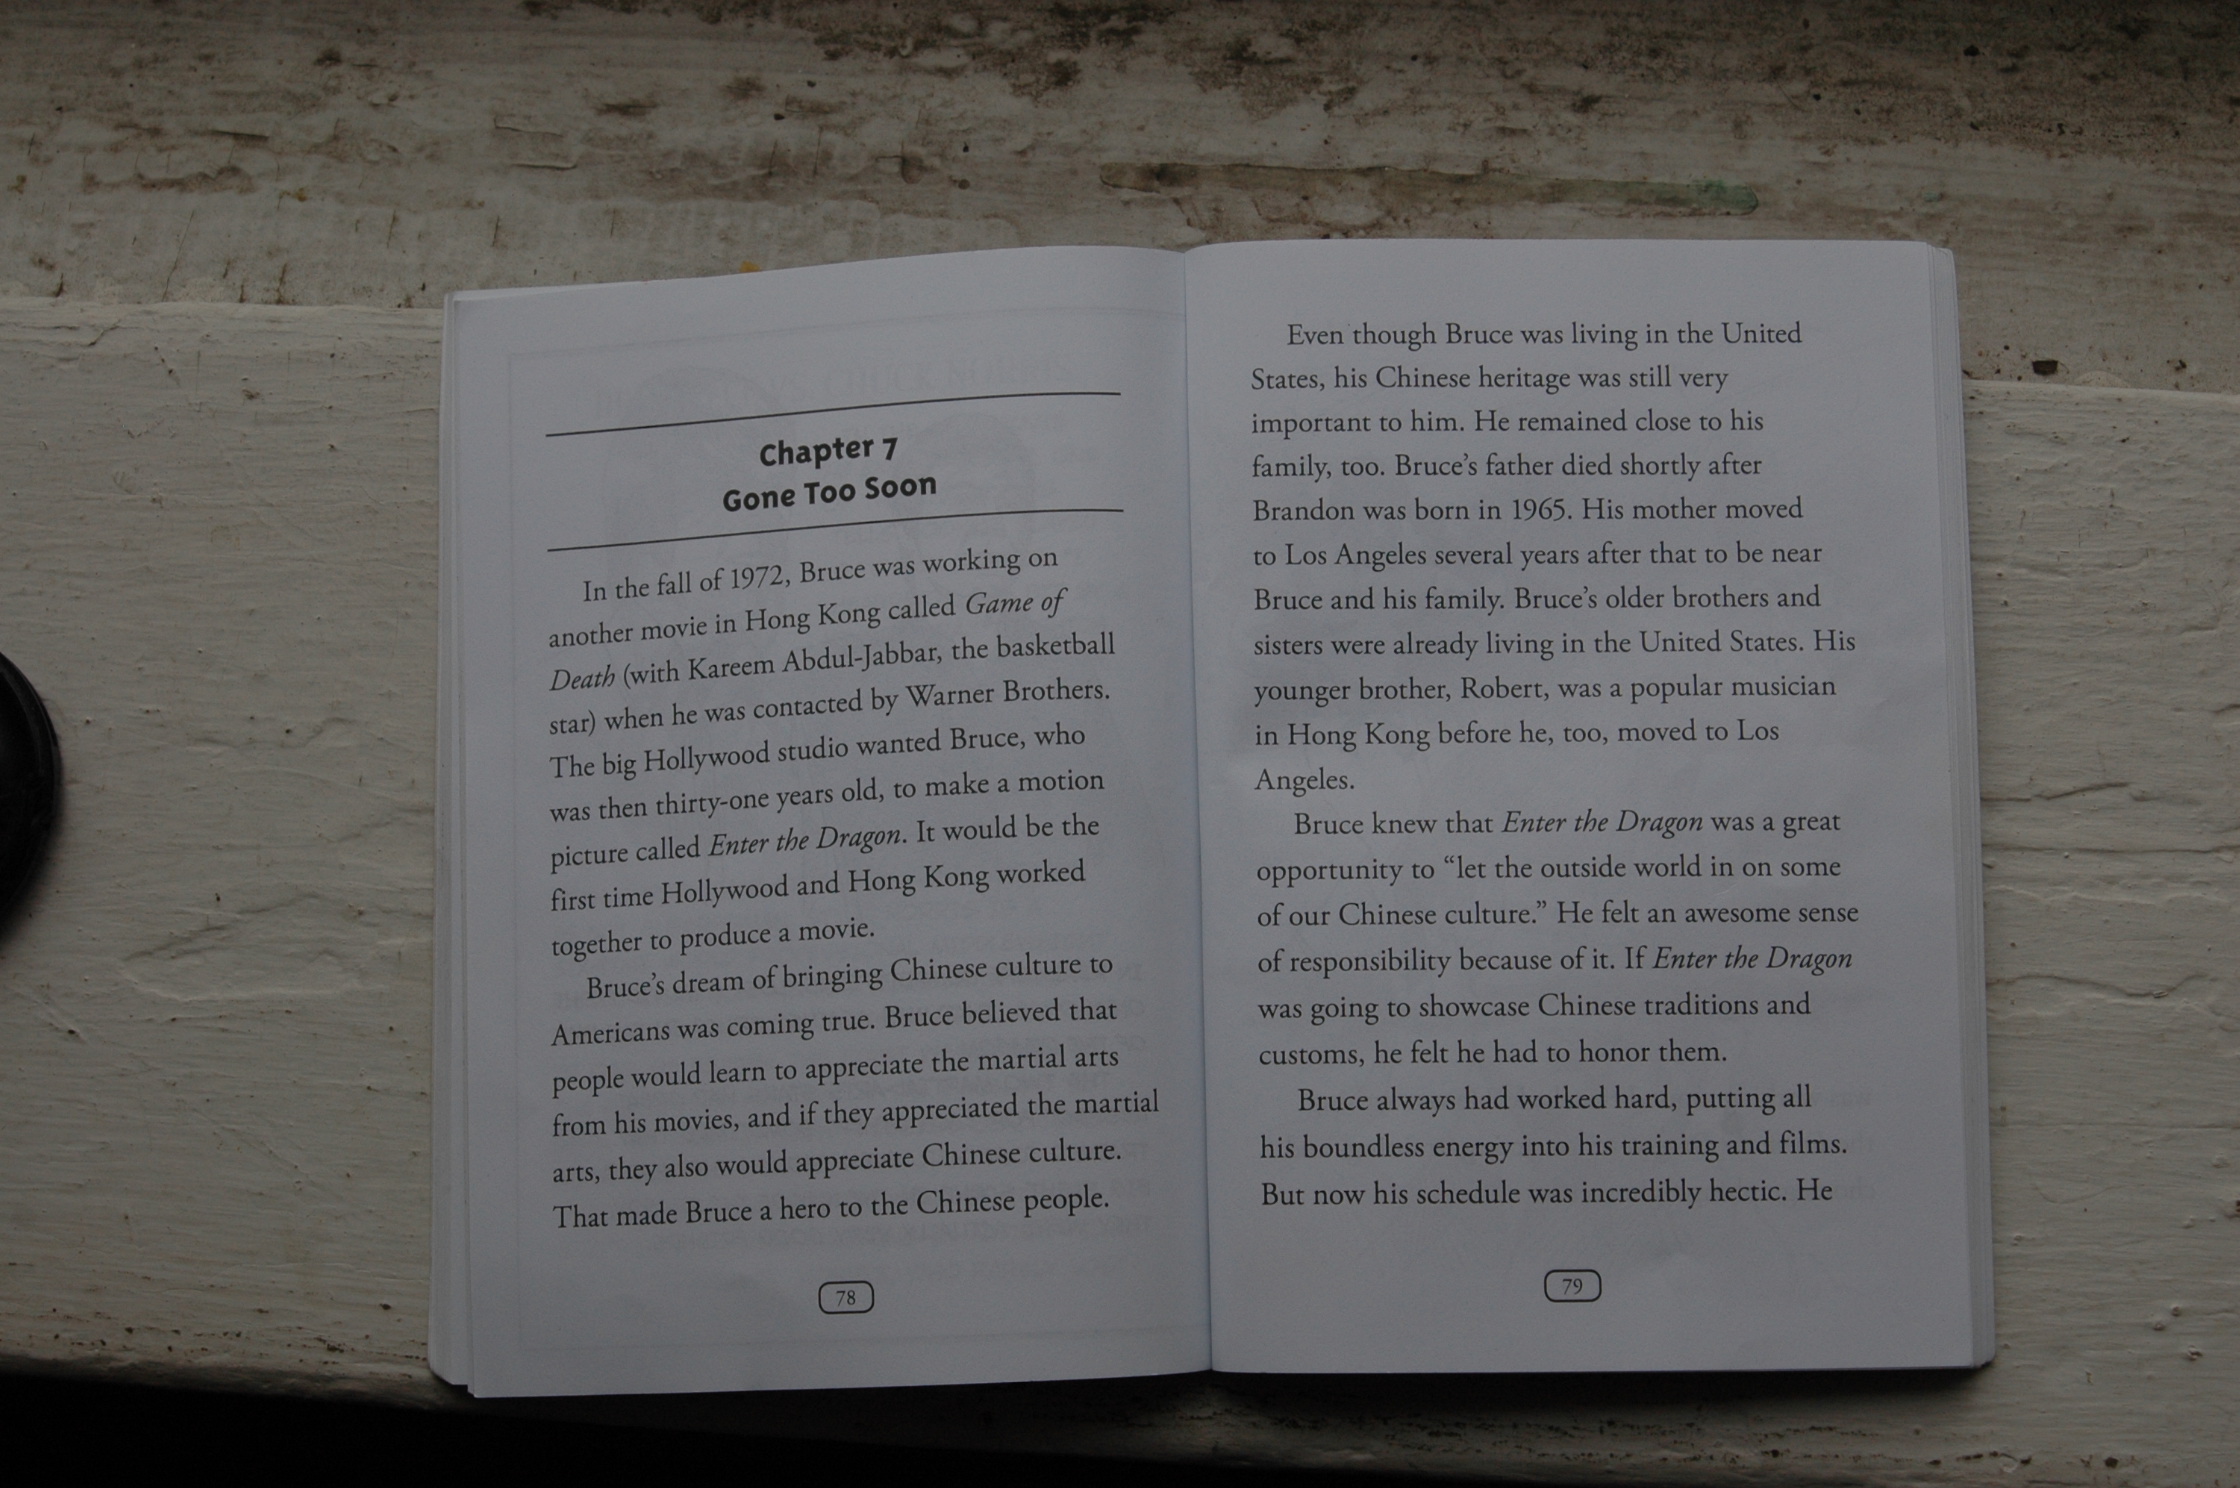 Chapter 7
Gone Too Soon
In the fall of 1972, Bruce was working on
another movie in Hong Kong called Game of
Death (with Kareem Abdul-Jabbar, the basketball
star) when he was contacted by Warner Brothers.
The big Hollywood studio wanted Bruce, who
was then thirty-one years old, to make a motion
picture called Enter the Dragon. It would be the
first time Hollywood and Hong Kong worked
together to produce a movie.
Bruce’s dream of bringing Chinese culture to
Americans was coming true. Bruce believed that
people would learn to appreciate the martial arts
from his movies, and if they appreciated the martial
arts, they also would appreciate Chinese culture.
That made Bruce a hero to the Chinese people.
78
Even though Bruce was living in the United
States, his Chinese heritage was still very
important to him. He remained close to his
family, too. Bruce’s father died shortly after
Brandon was born in 1965. His mother moved
to Los Angeles several years after that to be near
Bruce and his family. Bruce’s older brothers and
sisters were already living in the United States. His
younger brother, Robert, was a popular musician
in Hong Kong before he, too, moved to Los
Angeles.
Bruce knew that Enter the Dragon was a great
opportunity to “let the outside world in on some
of our Chinese culture.” He felt an awesome sense
of responsibility because of it. If Enter the Dragon
was going to showcase Chinese traditions and
customs, he felt he had to honor them.
Bruce always had worked hard, putting all
his boundless energy into his training and films.
But now his schedule was incredibly hectic. He
79